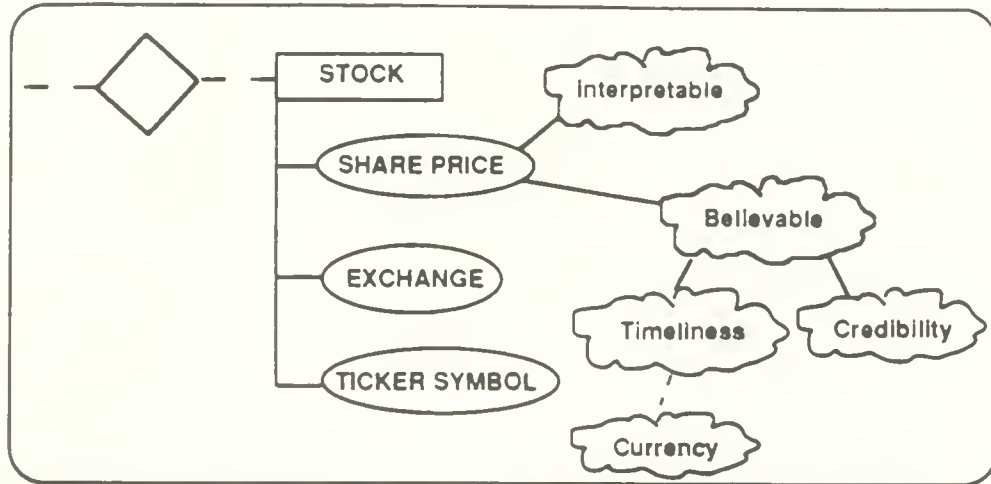 STOCK
Interpretable
SHARE PRICE
Believable
EXCHANGE
Timeliness
Credibility
TICKER SYMBOL
Currency